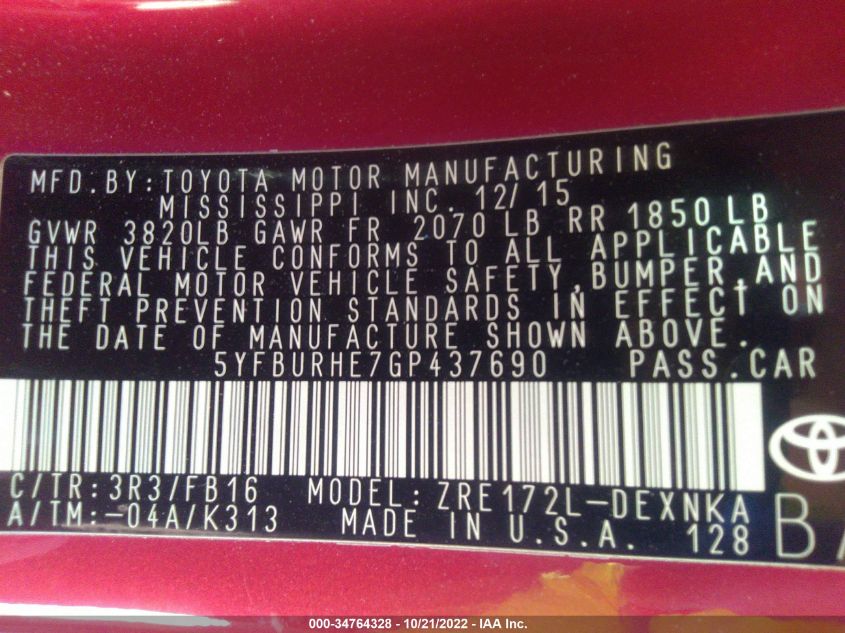 MFD.BY:TOYOTA MOTOR MANUFACTURING
MISSISSIPPI INC. 12/15
GVWR 3820LB GAWR FR 2070 LB RR 1850LB
THIS VEHICLE CONFORMS TO ALL APPLICABLE
FEDERAL MOTOR VEHICLE SAFETY,BUMPER,AND
THEFT PREVENTION STANDARDS IN EFFECT ON
THE DATE OF MANUFACTURE SHOWN ABOVE.
5YFBURHE7GP437690 PASS.CAR
C/TR:3R3/FB16 MODEL:ZRE172L-DEXNKA
A/TM:-04A/K313 MADE IN U.S.A. 128
000-34764328 - 10/21/2022 - IAA Inc.